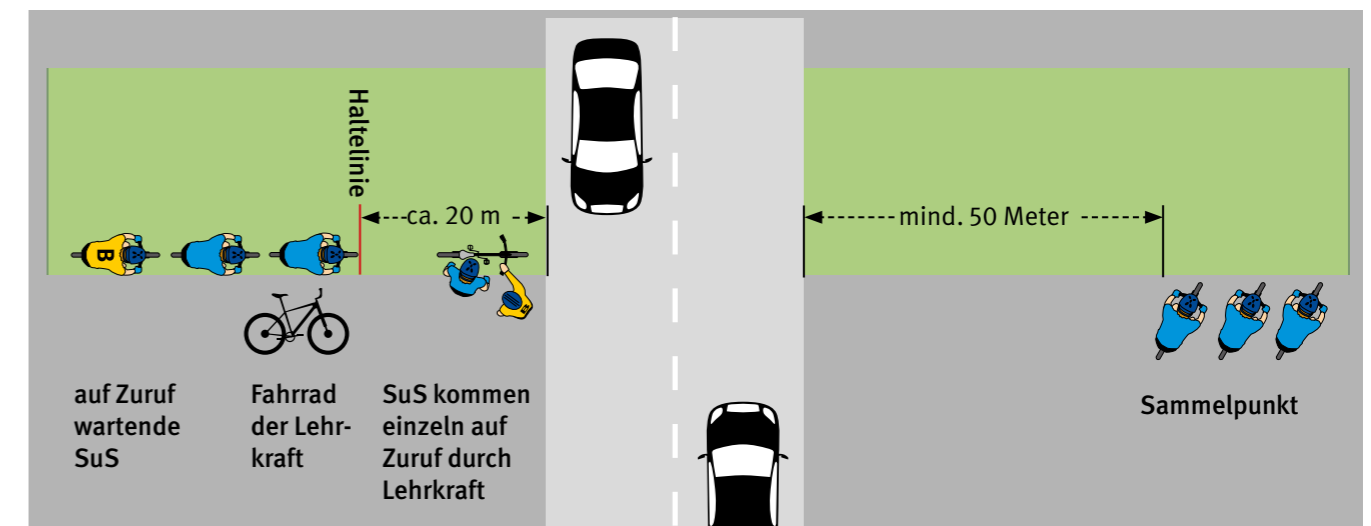 Haltelinie
ca. 20 m
mind. 50 Meter
B
auf Zuruf
wartende
SuS
Fahrrad
der Lehr-
kraft
SuS kommen
einzeln auf
Zuruf durch
Lehrkraft
Sammelpunkt